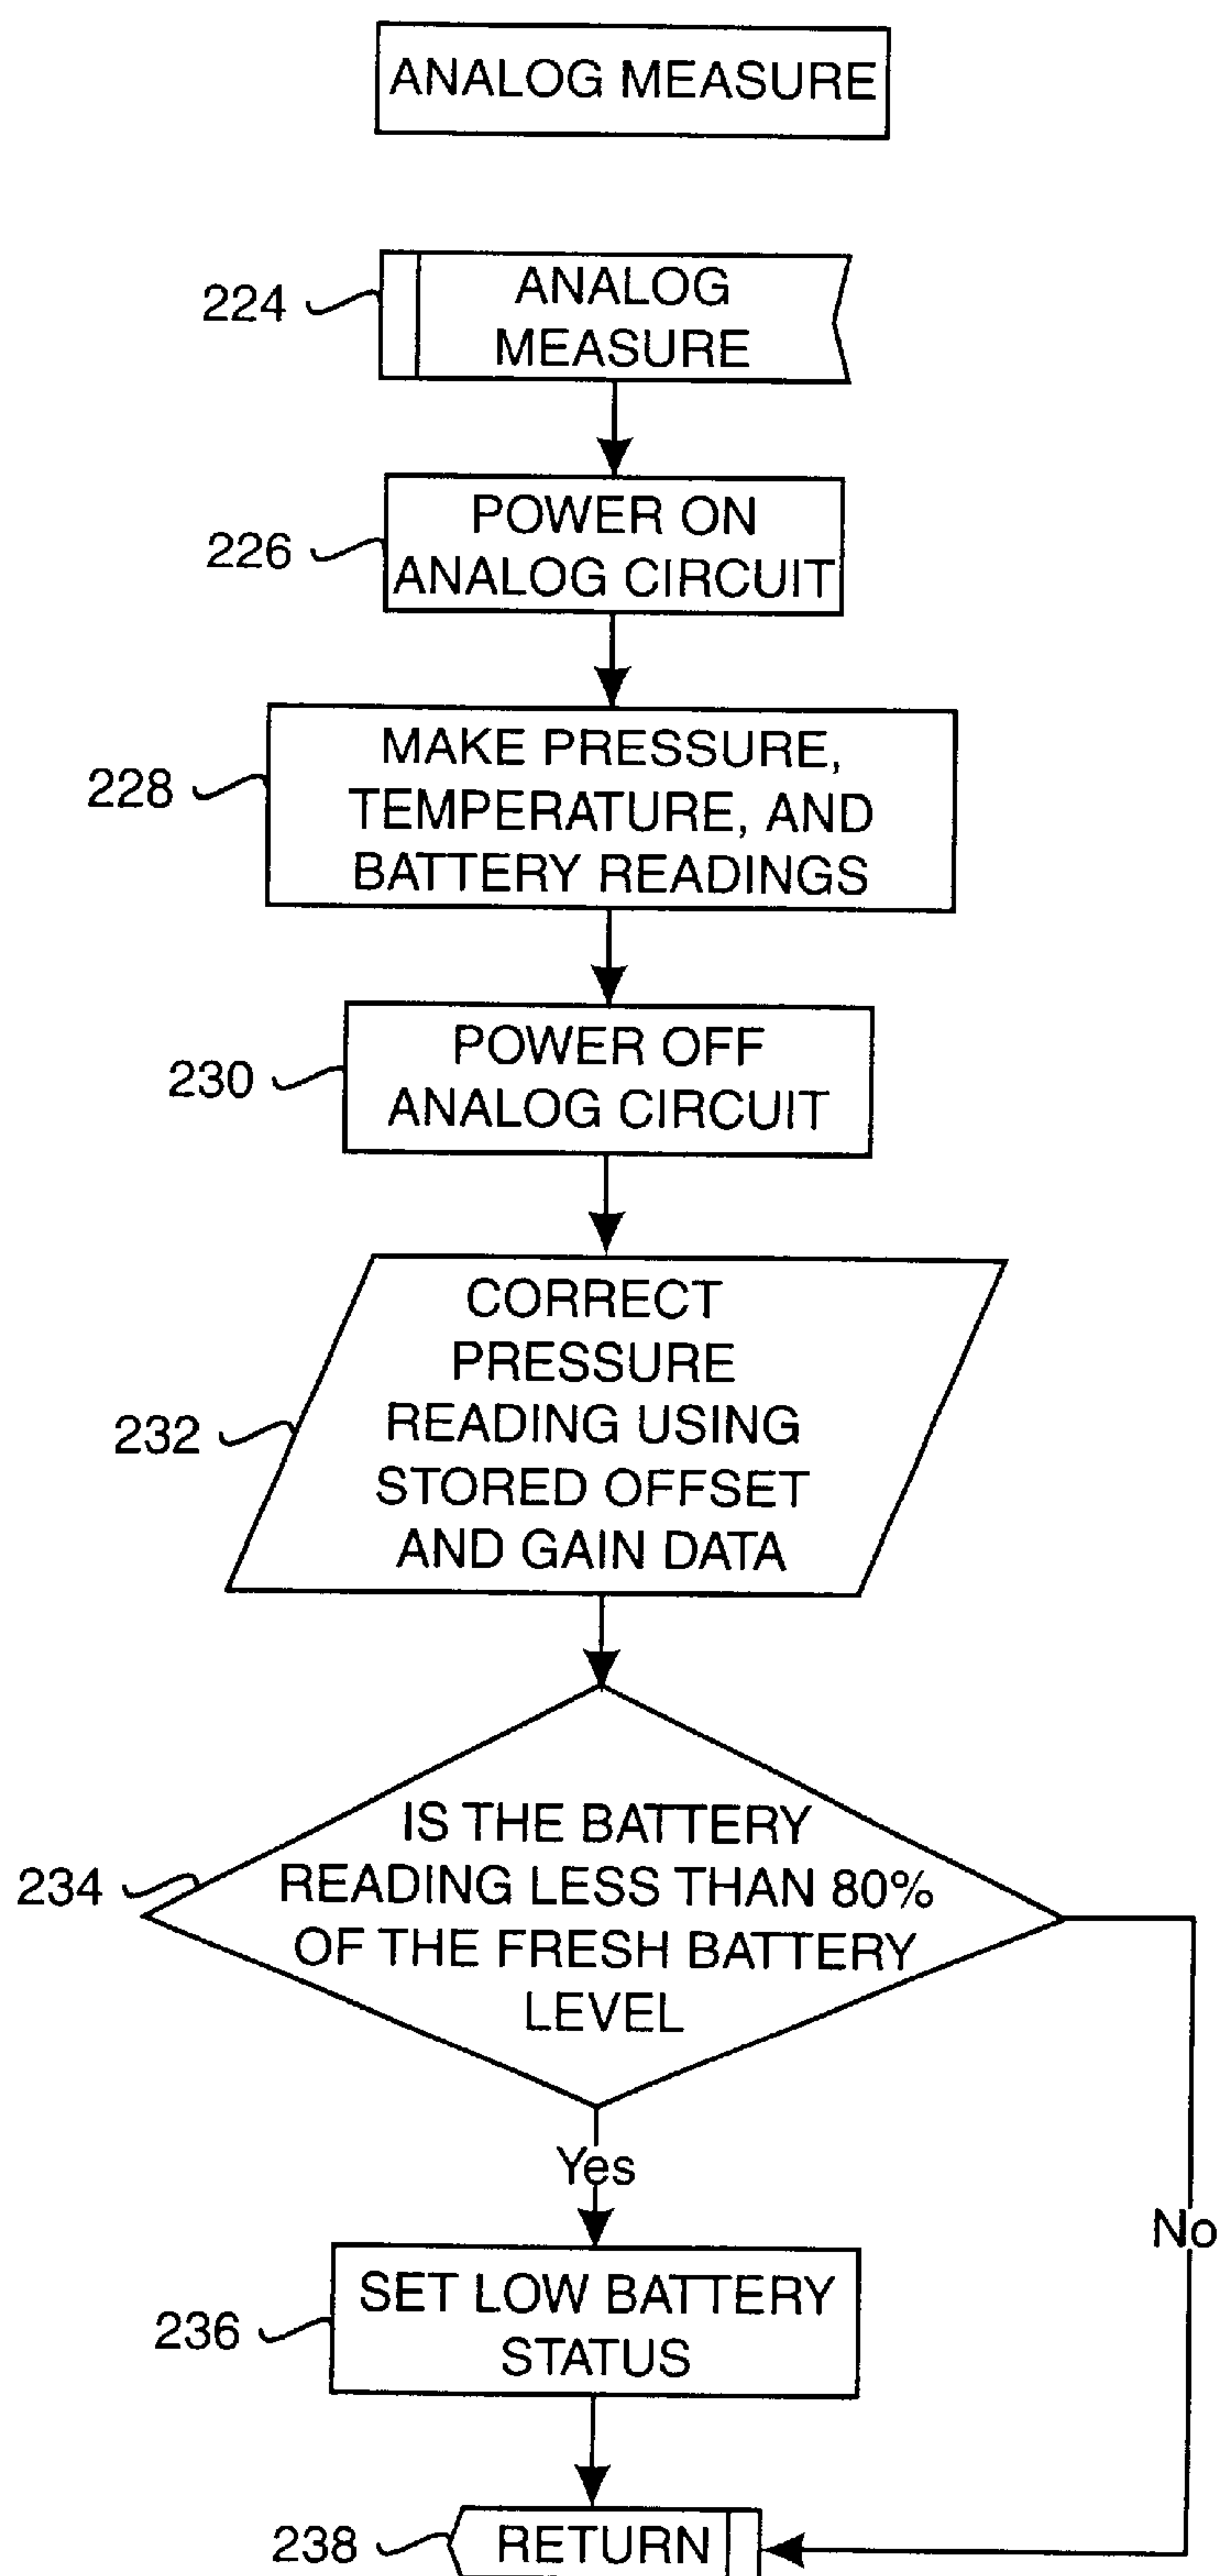 ANALOG MEASURE
224
ANALOG
MEASURE
226
POWER ON
ANALOG CIRCUIT
228
MAKE PRESSURE,
TEMPERATURE, AND
BATTERY READINGS
230
POWER OFF
ANALOG CIRCUIT
232
CORRECT
PRESSURE
READING USING
STORED OFFSET
AND GAIN DATA
234
IS THE BATTERY
READING LESS THAN 80%
OF THE FRESH BATTERY
LEVEL
Yes
No
236
SET LOW BATTERY
STATUS
238
RETURN